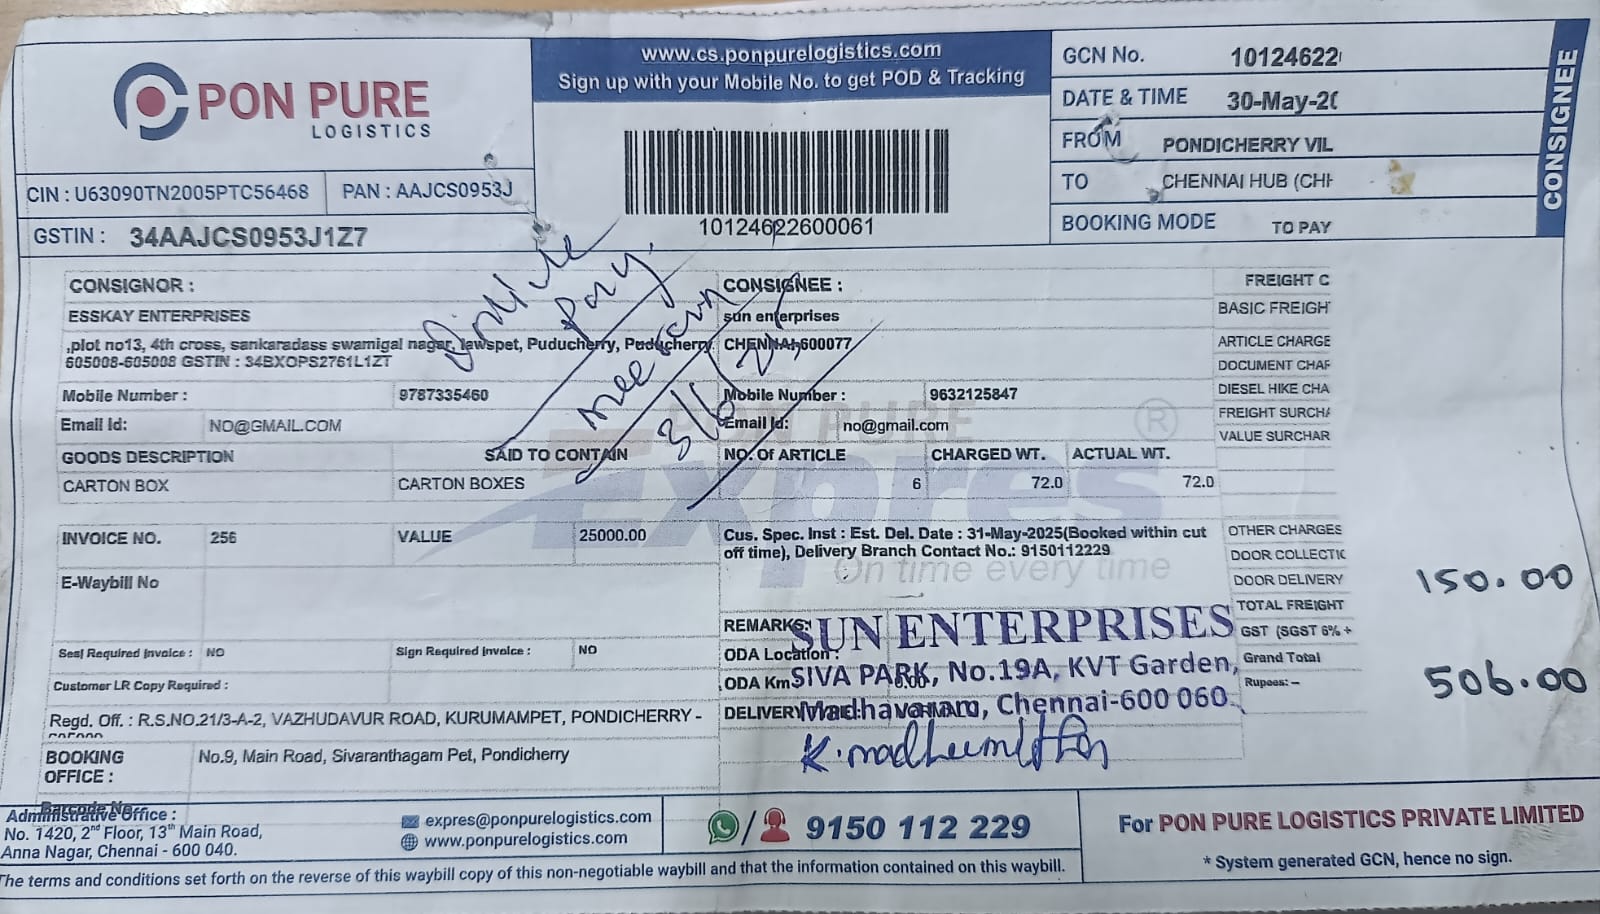 PON PURE
LOGISTICS
CIN : U63090TN2005PTC56468
PAN : AAJCS0953J
GSTIN : 34AAJCS0953J1Z7
www.cs.ponpurelogistics.com
Sign up with your Mobile No. to get POD & Tracking
10124622600061
GCN No. 10124622
DATE & TIME 30-May-20
FROM PONDICHERRY VIL
TO CHENNAI HUB (CH
BOOKING MODE TO PAY
CONSIGNEE
CONSIGNOR :
ESSKAY ENTERPRISES
,plot no13, 4th cross, sankaradass swamigal nagar, lawspet, Puducherry, Puducherry,
605008-605008 GSTIN : 34BXOPS2761L1ZT
Mobile Number : 9787335460
Email Id: NO@GMAIL.COM
CONSIGNEE :
sun enterprises
CHENNAI-600077
Mobile Number : 9632125847
Email Id: no@gmail.com
GOODS DESCRIPTION SAID TO CONTAIN NO. OF ARTICLE CHARGED WT. ACTUAL WT.
CARTON BOX CARTON BOXES 6 72.0 72.0
FREIGHT C
BASIC FREIGH
ARTICLE CHARGE
DOCUMENT CHAR
DIESEL HIKE CHA
FREIGHT SURCHA
VALUE SURCHAR
OTHER CHARGES
DOOR COLLECTIC
DOOR DELIVERY 150.00
TOTAL FREIGHT
GST (SGST 6% +
Grand Total 506.00
Rupees: –
PON PURE
Expres
®
On time every time
Pay
3/6/2
INVOICE NO. 256 VALUE 25000.00
E-Waybill No
Seal Required Invoice : NO Sign Required Invoice : NO
Customer LR Copy Required :
Cus. Spec. Inst : Est. Del. Date : 31-May-2025(Booked within cut
off time), Delivery Branch Contact No.: 9150112229
REMARKS:
ODA Location :
ODA Km
DELIVERY
SUN ENTERPRISES
SIVA PARK, No.19A, KVT Garden,
Madhavaram, Chennai-600 060.
Regd. Off. : R.S.NO.21/3-A-2, VAZHUDAVUR ROAD, KURUMAMPET, PONDICHERRY -
BOOKING
OFFICE :
No.9, Main Road, Sivaranthagam Pet, Pondicherry
Barcode No
Administrative Office :
No. 1420, 2nd Floor, 13th Main Road,
Anna Nagar, Chennai - 600 040.
expres@ponpurelogistics.com
www.ponpurelogistics.com
/ 9150 112 229
For PON PURE LOGISTICS PRIVATE LIMITED
* System generated GCN, hence no sign.
The terms and conditions set forth on the reverse of this waybill copy of this non-negotiable waybill and that the information contained on this waybill.